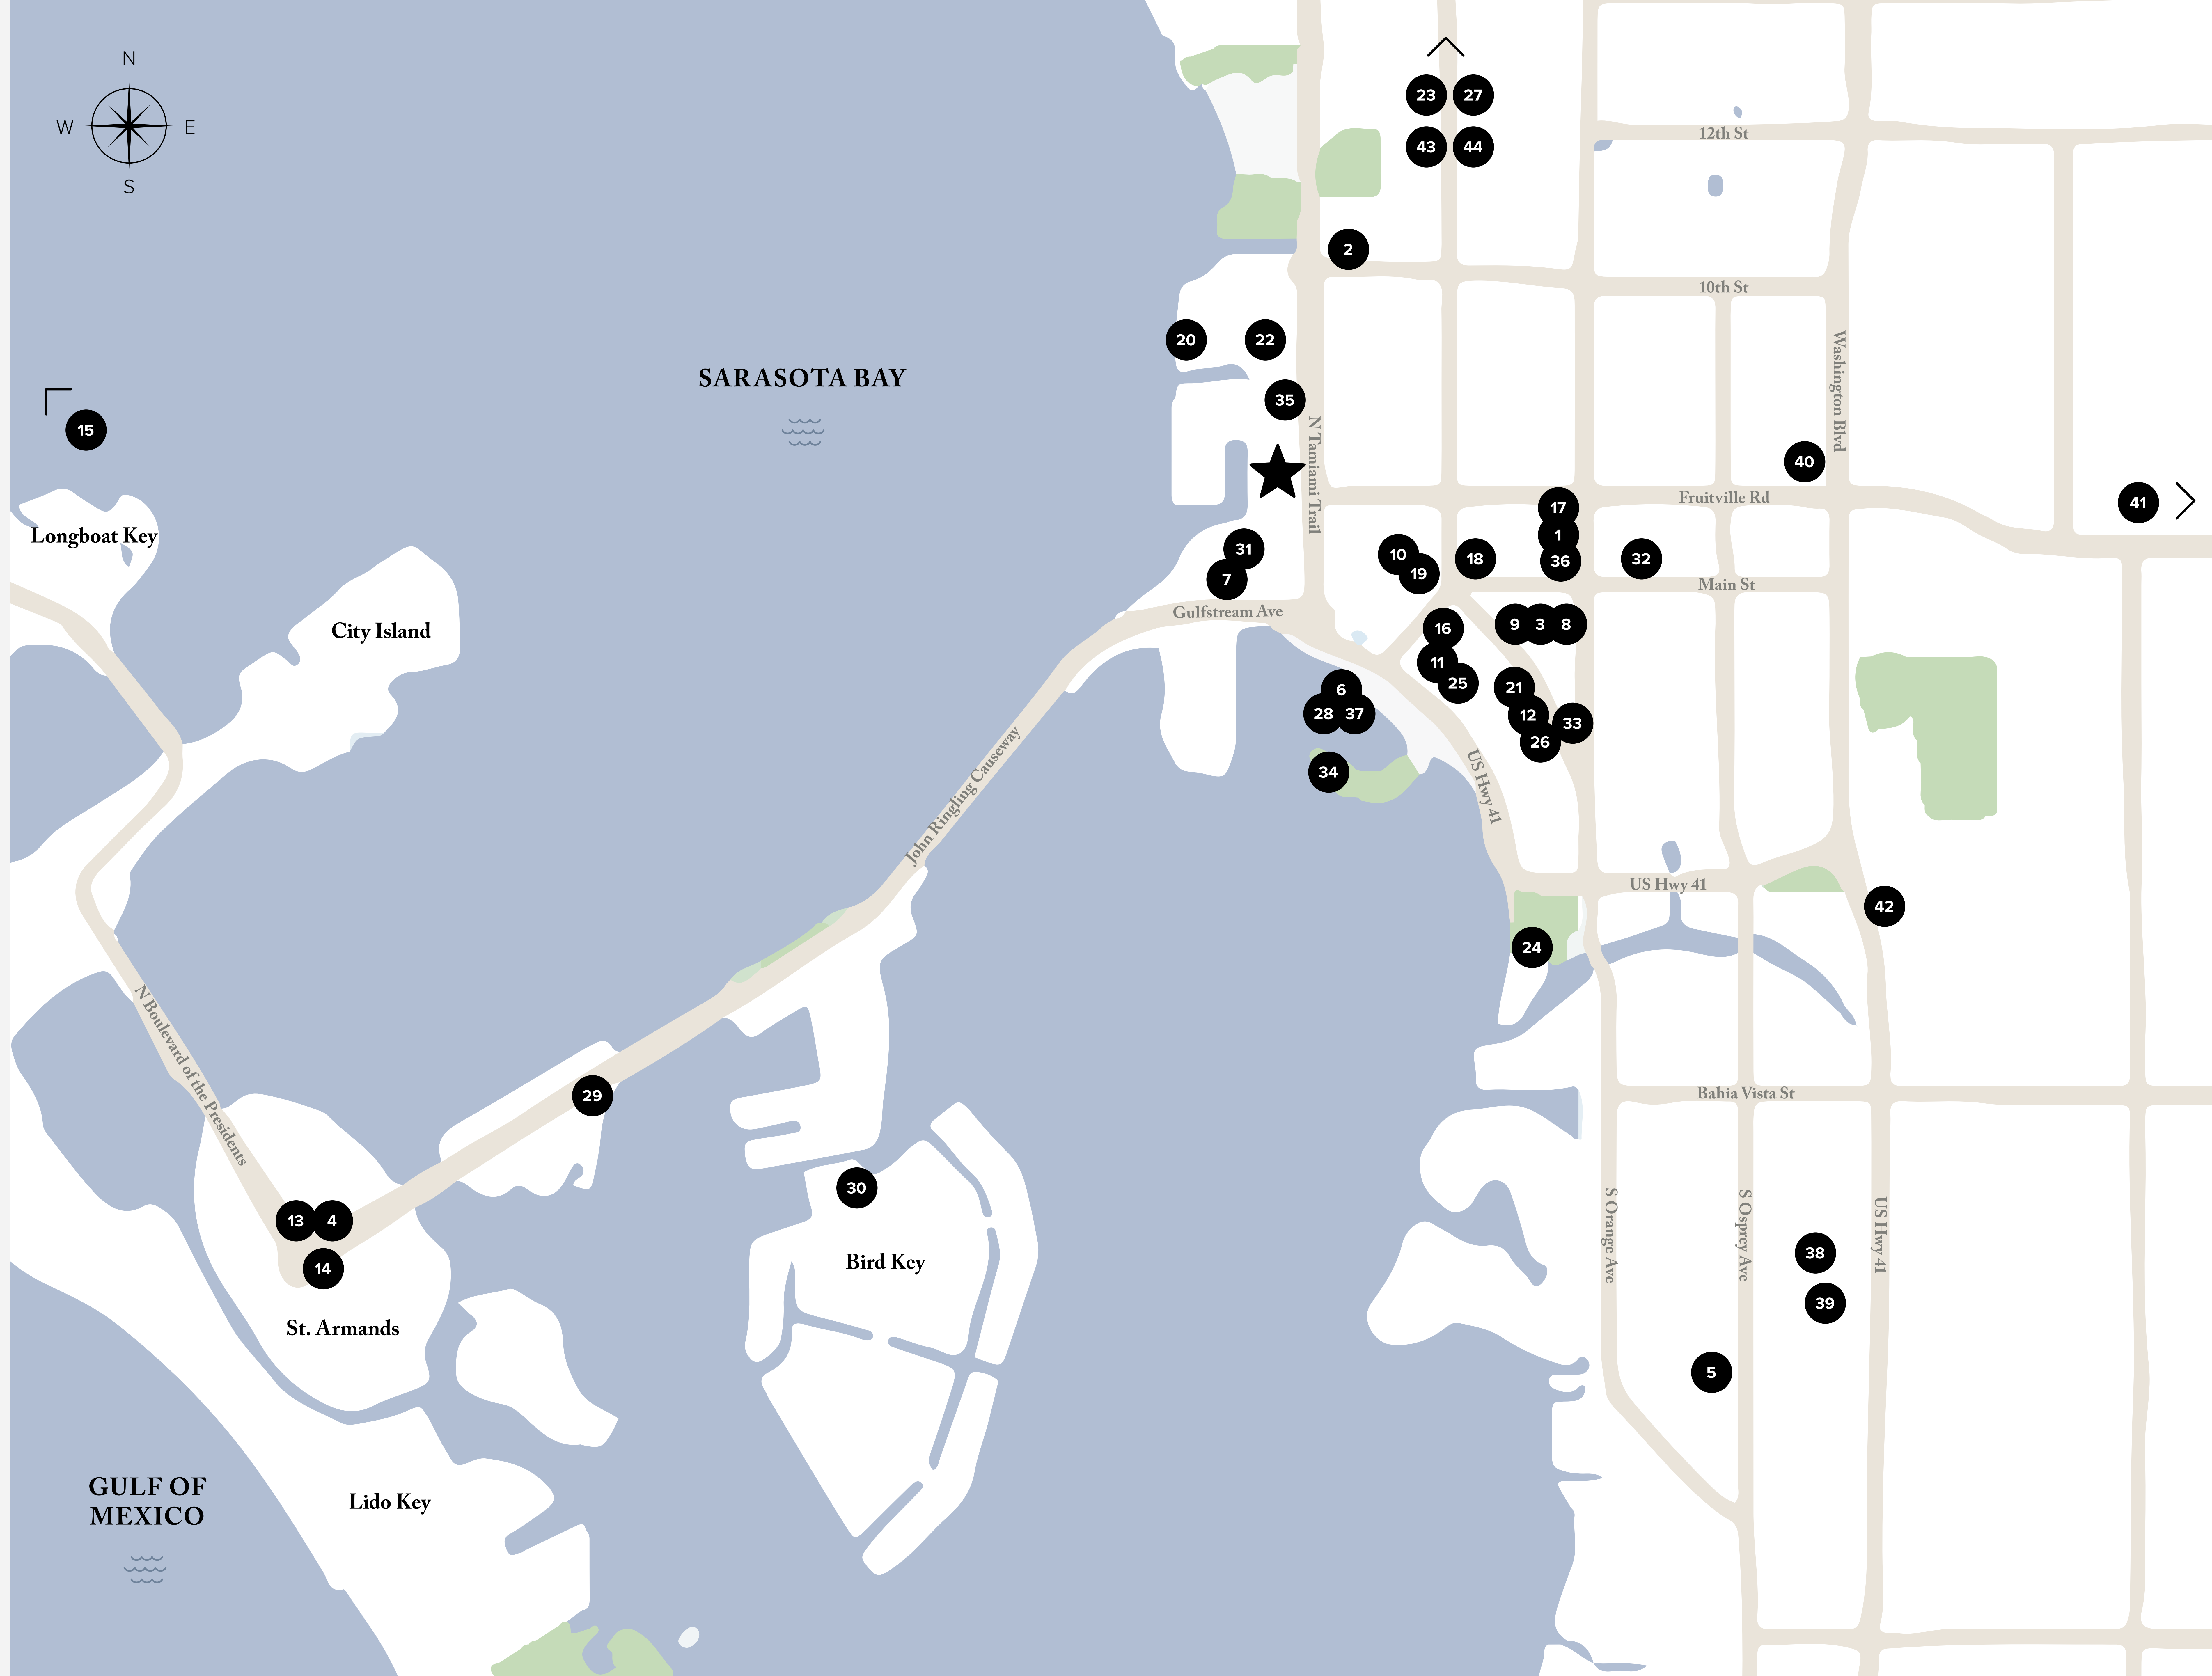 N
W
E
S
23
27
43
44
12th St
2
10th St
20
22
SARASOTA BAY
35
Washington Blvd
15
N Tamiami Trail
40
Fruitville Rd
41
17
1
36
Longboat Key
31
7
10
19
18
32
Main St
Gulfstream Ave
City Island
16
9
3
8
11
25
6
28
37
21
12
33
26
34
US Hwy 41
John Ringling Causeway
US Hwy 41
42
24
N Boulevard of the Presidents
29
Bahia Vista St
30
13
4
14
Bird Key
S Orange Ave
S Osprey Ave
US Hwy 41
38
39
St. Armands
5
GULF OF
MEXICO
Lido Key